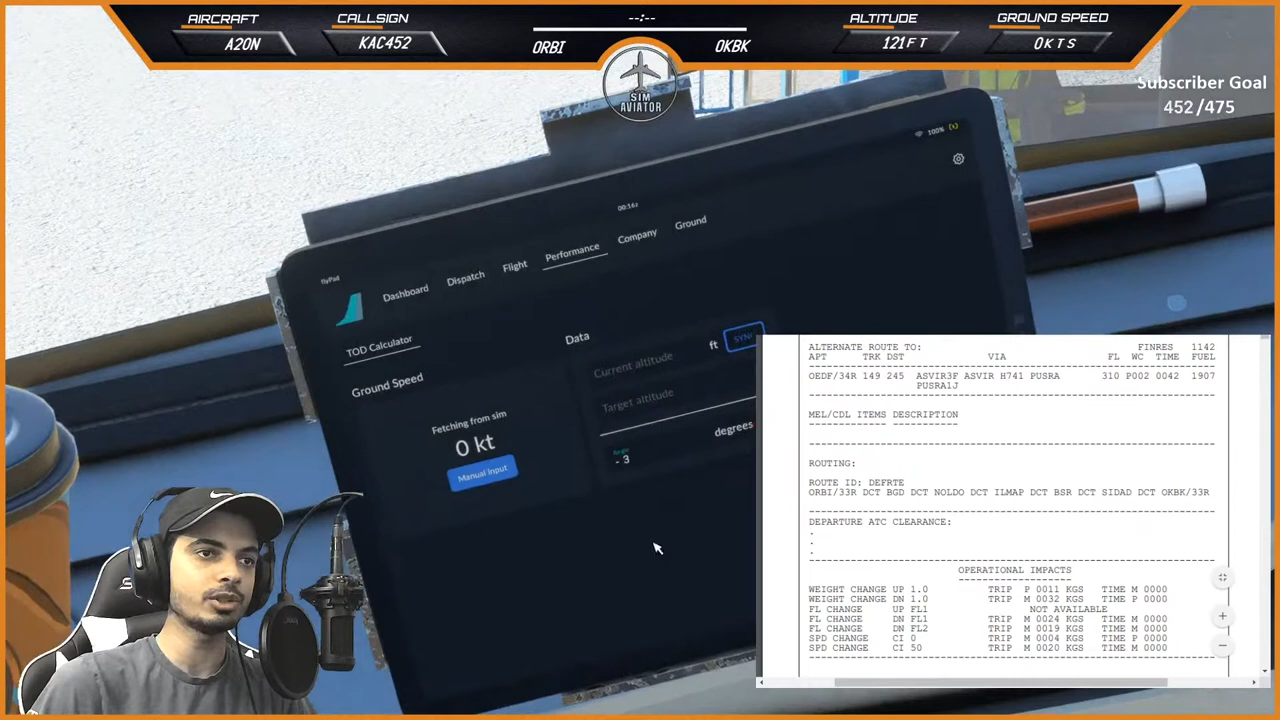 AIRCRAFT
A20N
CALLSIGN
KAC452
--:--
ORBI
OKBK
ALTITUDE
121FT
GROUND SPEED
0KTS
SIM
AVIATOR
Subscriber Goal
452/475
100%
00:16z
flyPad
Dashboard
Dispatch
Flight
Performance
Company
Ground
TOD Calculator
Data
Ground Speed
Fetching from sim
0 kt
Manual Input
Current altitude
ft
SYNC
Target altitude
degrees
Angle
- 3
ALTERNATE ROUTE TO: FINRES 1142
APT TRK DST VIA FL WC TIME FUEL
OEDF/34R 149 245 ASVIR3F ASVIR H741 PUSRA 310 P002 0042 1907
PUSRA1J
MEL/CDL ITEMS DESCRIPTION
ROUTING:
ROUTE ID: DEFRTE
ORBI/33R DCT BGD DCT NOLDO DCT ILMAP DCT BSR DCT SIDAD DCT OKBK/33R
DEPARTURE ATC CLEARANCE:
.
.
.
OPERATIONAL IMPACTS
WEIGHT CHANGE UP 1.0 TRIP P 0011 KGS TIME M 0000
WEIGHT CHANGE DN 1.0 TRIP M 0032 KGS TIME P 0000
FL CHANGE UP FL1 NOT AVAILABLE
FL CHANGE DN FL1 TRIP M 0024 KGS TIME M 0000
FL CHANGE DN FL2 TRIP M 0019 KGS TIME M 0000
SPD CHANGE CI 0 TRIP M 0004 KGS TIME P 0000
SPD CHANGE CI 50 TRIP M 0020 KGS TIME M 0000